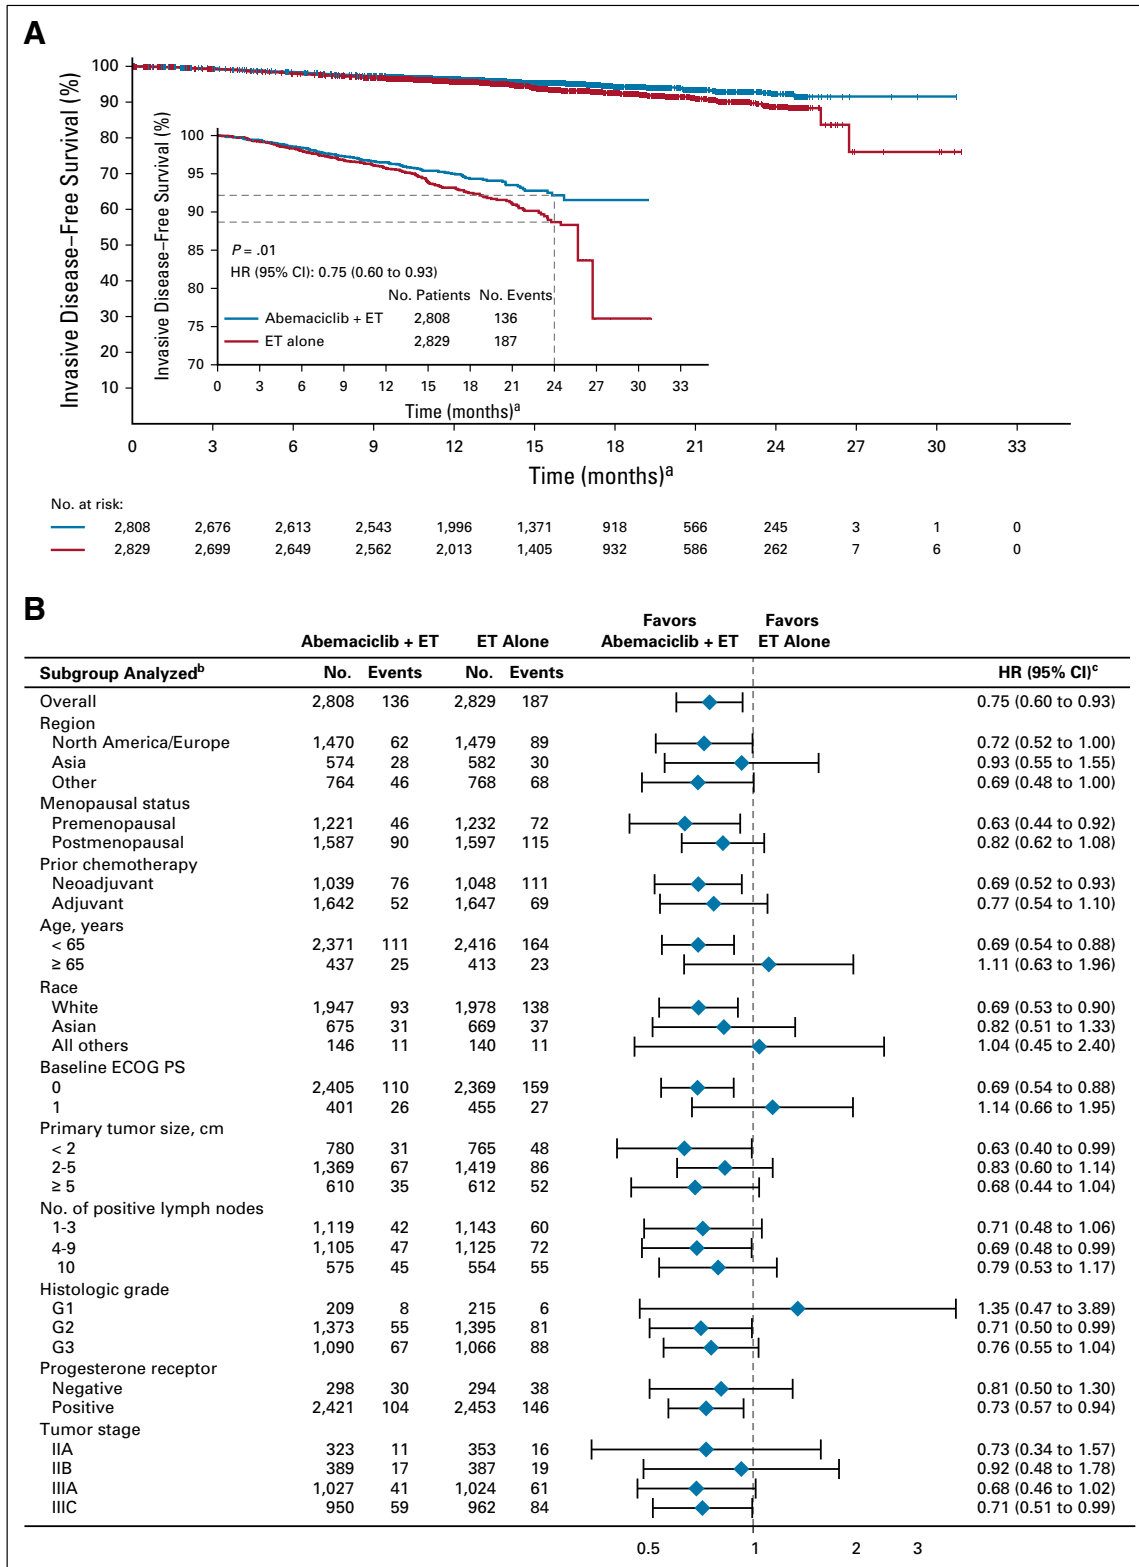 A
Invasive Disease–Free Survival (%)
100
90
80
70
60
50
40
30
20
10
0 3 6 9 12 15 18 21 24 27 30 33
Time (months)a
Invasive Disease–Free Survival (%)
100
95
90
85
80
75
70
P = .01
HR (95% CI): 0.75 (0.60 to 0.93)
No. Patients No. Events
Abemaciclib + ET 2,808 136
ET alone 2,829 187
0 3 6 9 12 15 18 21 24 27 30 33
Time (months)a
No. at risk:
2,808 2,676 2,613 2,543 1,996 1,371 918 566 245 3 1 0
2,829 2,699 2,649 2,562 2,013 1,405 932 586 262 7 6 0
B
Favors Favors
Abemaciclib + ET ET Alone Abemaciclib + ET ET Alone
Subgroup Analyzedb No. Events No. Events HR (95% CI)c
Overall 2,808 136 2,829 187 0.75 (0.60 to 0.93)
Region
North America/Europe 1,470 62 1,479 89 0.72 (0.52 to 1.00)
Asia 574 28 582 30 0.93 (0.55 to 1.55)
Other 764 46 768 68 0.69 (0.48 to 1.00)
Menopausal status
Premenopausal 1,221 46 1,232 72 0.63 (0.44 to 0.92)
Postmenopausal 1,587 90 1,597 115 0.82 (0.62 to 1.08)
Prior chemotherapy
Neoadjuvant 1,039 76 1,048 111 0.69 (0.52 to 0.93)
Adjuvant 1,642 52 1,647 69 0.77 (0.54 to 1.10)
Age, years
< 65 2,371 111 2,416 164 0.69 (0.54 to 0.88)
≥ 65 437 25 413 23 1.11 (0.63 to 1.96)
Race
White 1,947 93 1,978 138 0.69 (0.53 to 0.90)
Asian 675 31 669 37 0.82 (0.51 to 1.33)
All others 146 11 140 11 1.04 (0.45 to 2.40)
Baseline ECOG PS
0 2,405 110 2,369 159 0.69 (0.54 to 0.88)
1 401 26 455 27 1.14 (0.66 to 1.95)
Primary tumor size, cm
< 2 780 31 765 48 0.63 (0.40 to 0.99)
2-5 1,369 67 1,419 86 0.83 (0.60 to 1.14)
≥ 5 610 35 612 52 0.68 (0.44 to 1.04)
No. of positive lymph nodes
1-3 1,119 42 1,143 60 0.71 (0.48 to 1.06)
4-9 1,105 47 1,125 72 0.69 (0.48 to 0.99)
10 575 45 554 55 0.79 (0.53 to 1.17)
Histologic grade
G1 209 8 215 6 1.35 (0.47 to 3.89)
G2 1,373 55 1,395 81 0.71 (0.50 to 0.99)
G3 1,090 67 1,066 88 0.76 (0.55 to 1.04)
Progesterone receptor
Negative 298 30 294 38 0.81 (0.50 to 1.30)
Positive 2,421 104 2,453 146 0.73 (0.57 to 0.94)
Tumor stage
IIA 323 11 353 16 0.73 (0.34 to 1.57)
IIB 389 17 387 19 0.92 (0.48 to 1.78)
IIIA 1,027 41 1,024 61 0.68 (0.46 to 1.02)
IIIC 950 59 962 84 0.71 (0.51 to 0.99)
0.5 1 2 3